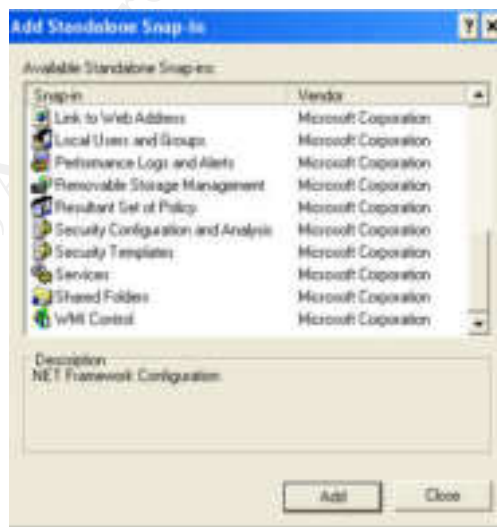 Add Standalone Snap-in
Available Standalone Snap-ins:
Snap-in Vendor
Link to Web Address Microsoft Corporation
Local Users and Groups Microsoft Corporation
Performance Logs and Alerts Microsoft Corporation
Removable Storage Management Microsoft Corporation
Resultant Set of Policy Microsoft Corporation
Security Configuration and Analysis Microsoft Corporation
Security Templates Microsoft Corporation
Services Microsoft Corporation
Shared Folders Microsoft Corporation
WMI Control Microsoft Corporation
Description
.NET Framework Configuration
Add
Close